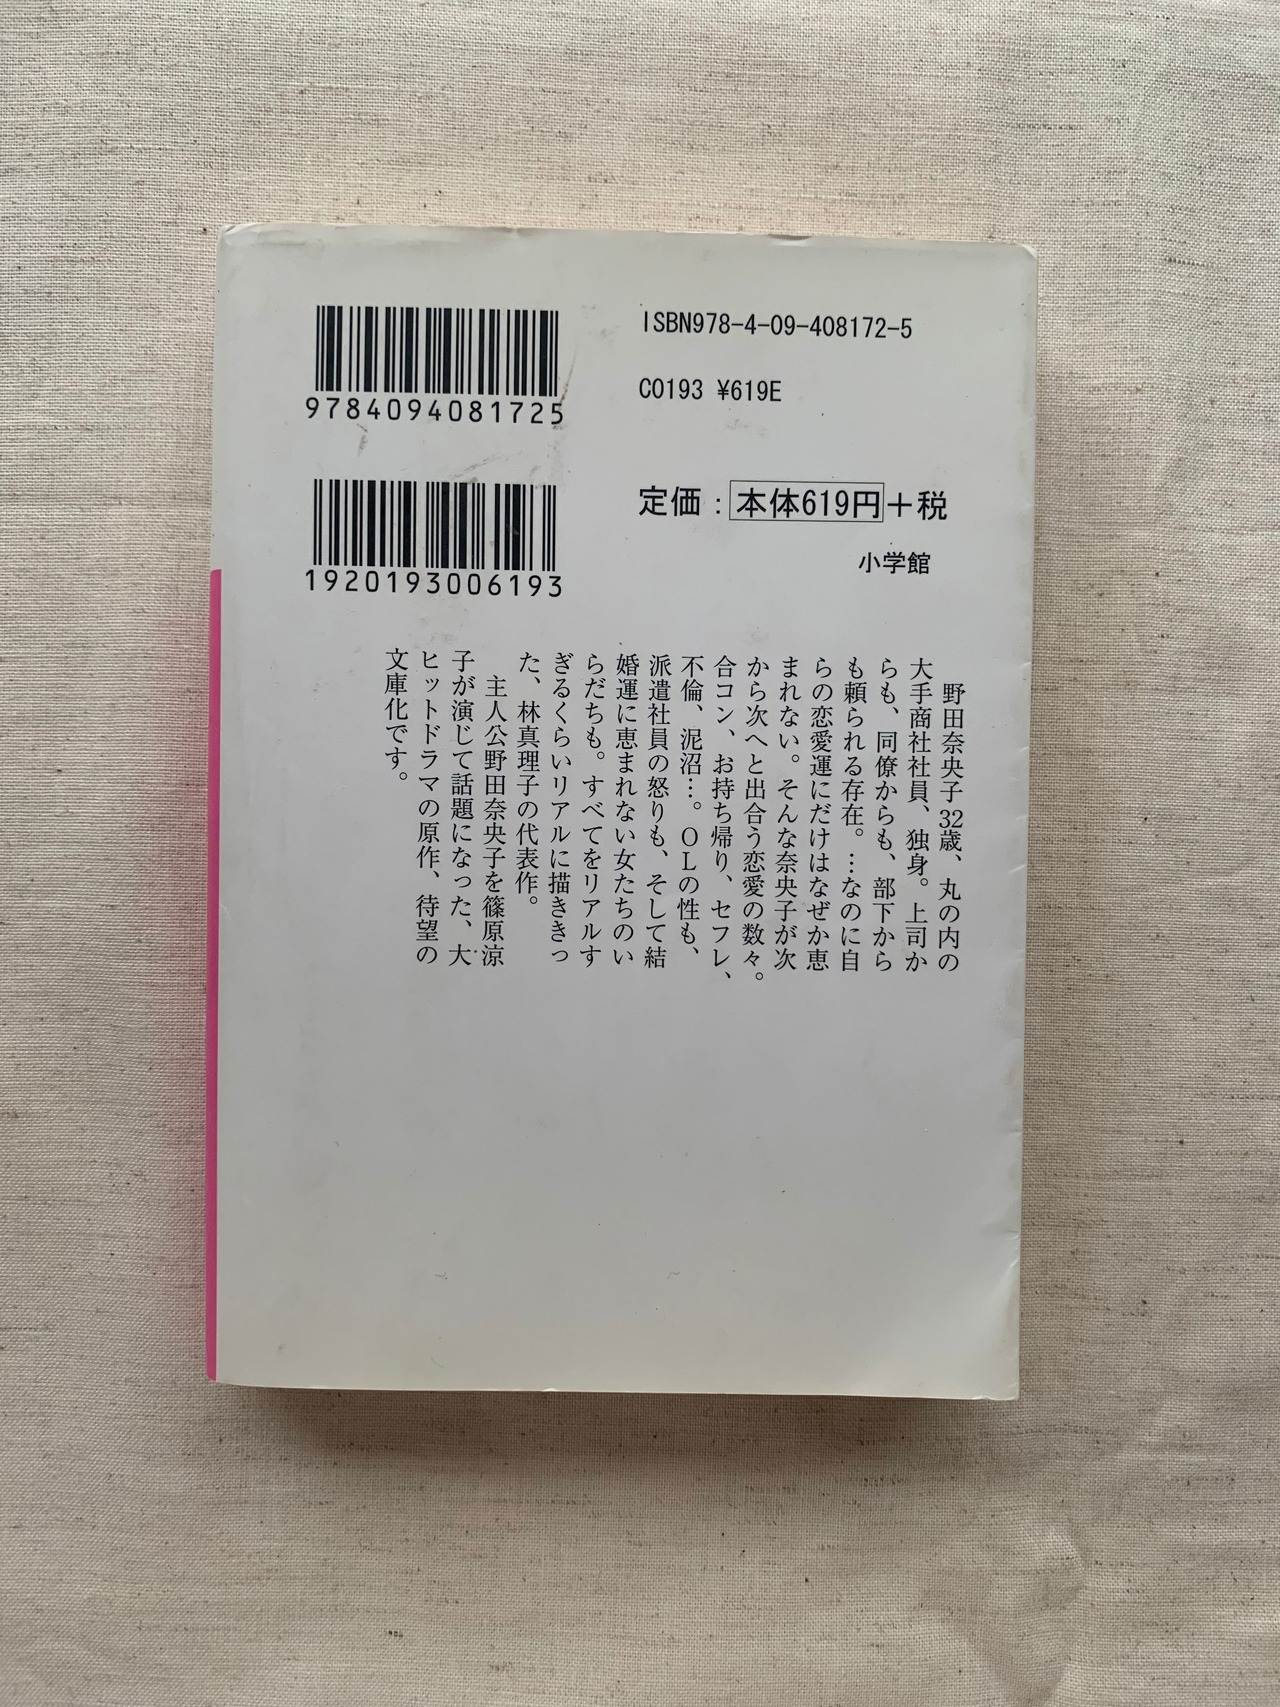 9784094081725
ISBN978-4-09-408172-5
C0193 ¥619E
1920193006193
定価：本体619円＋税
小学館
野田奈央子32歳、丸の内の
大手商社社員、独身。上司か
らも、同僚からも、部下から
も頼られる存在。…なのに自
らの恋愛運にだけはなぜか恵
まれない。そんな奈央子が次
から次へと出合う恋愛の数々。
合コン、お持ち帰り、セフレ、
不倫、泥沼…。OLの性も、
派遣社員の怒りも、そして結
婚運に恵まれない女たちのい
らだちも。すべてをリアルす
ぎるくらいリアルに描ききっ
た、林真理子の代表作。
主人公野田奈央子を篠原涼
子が演じて話題になった、大
ヒットドラマの原作、待望の
文庫化です。